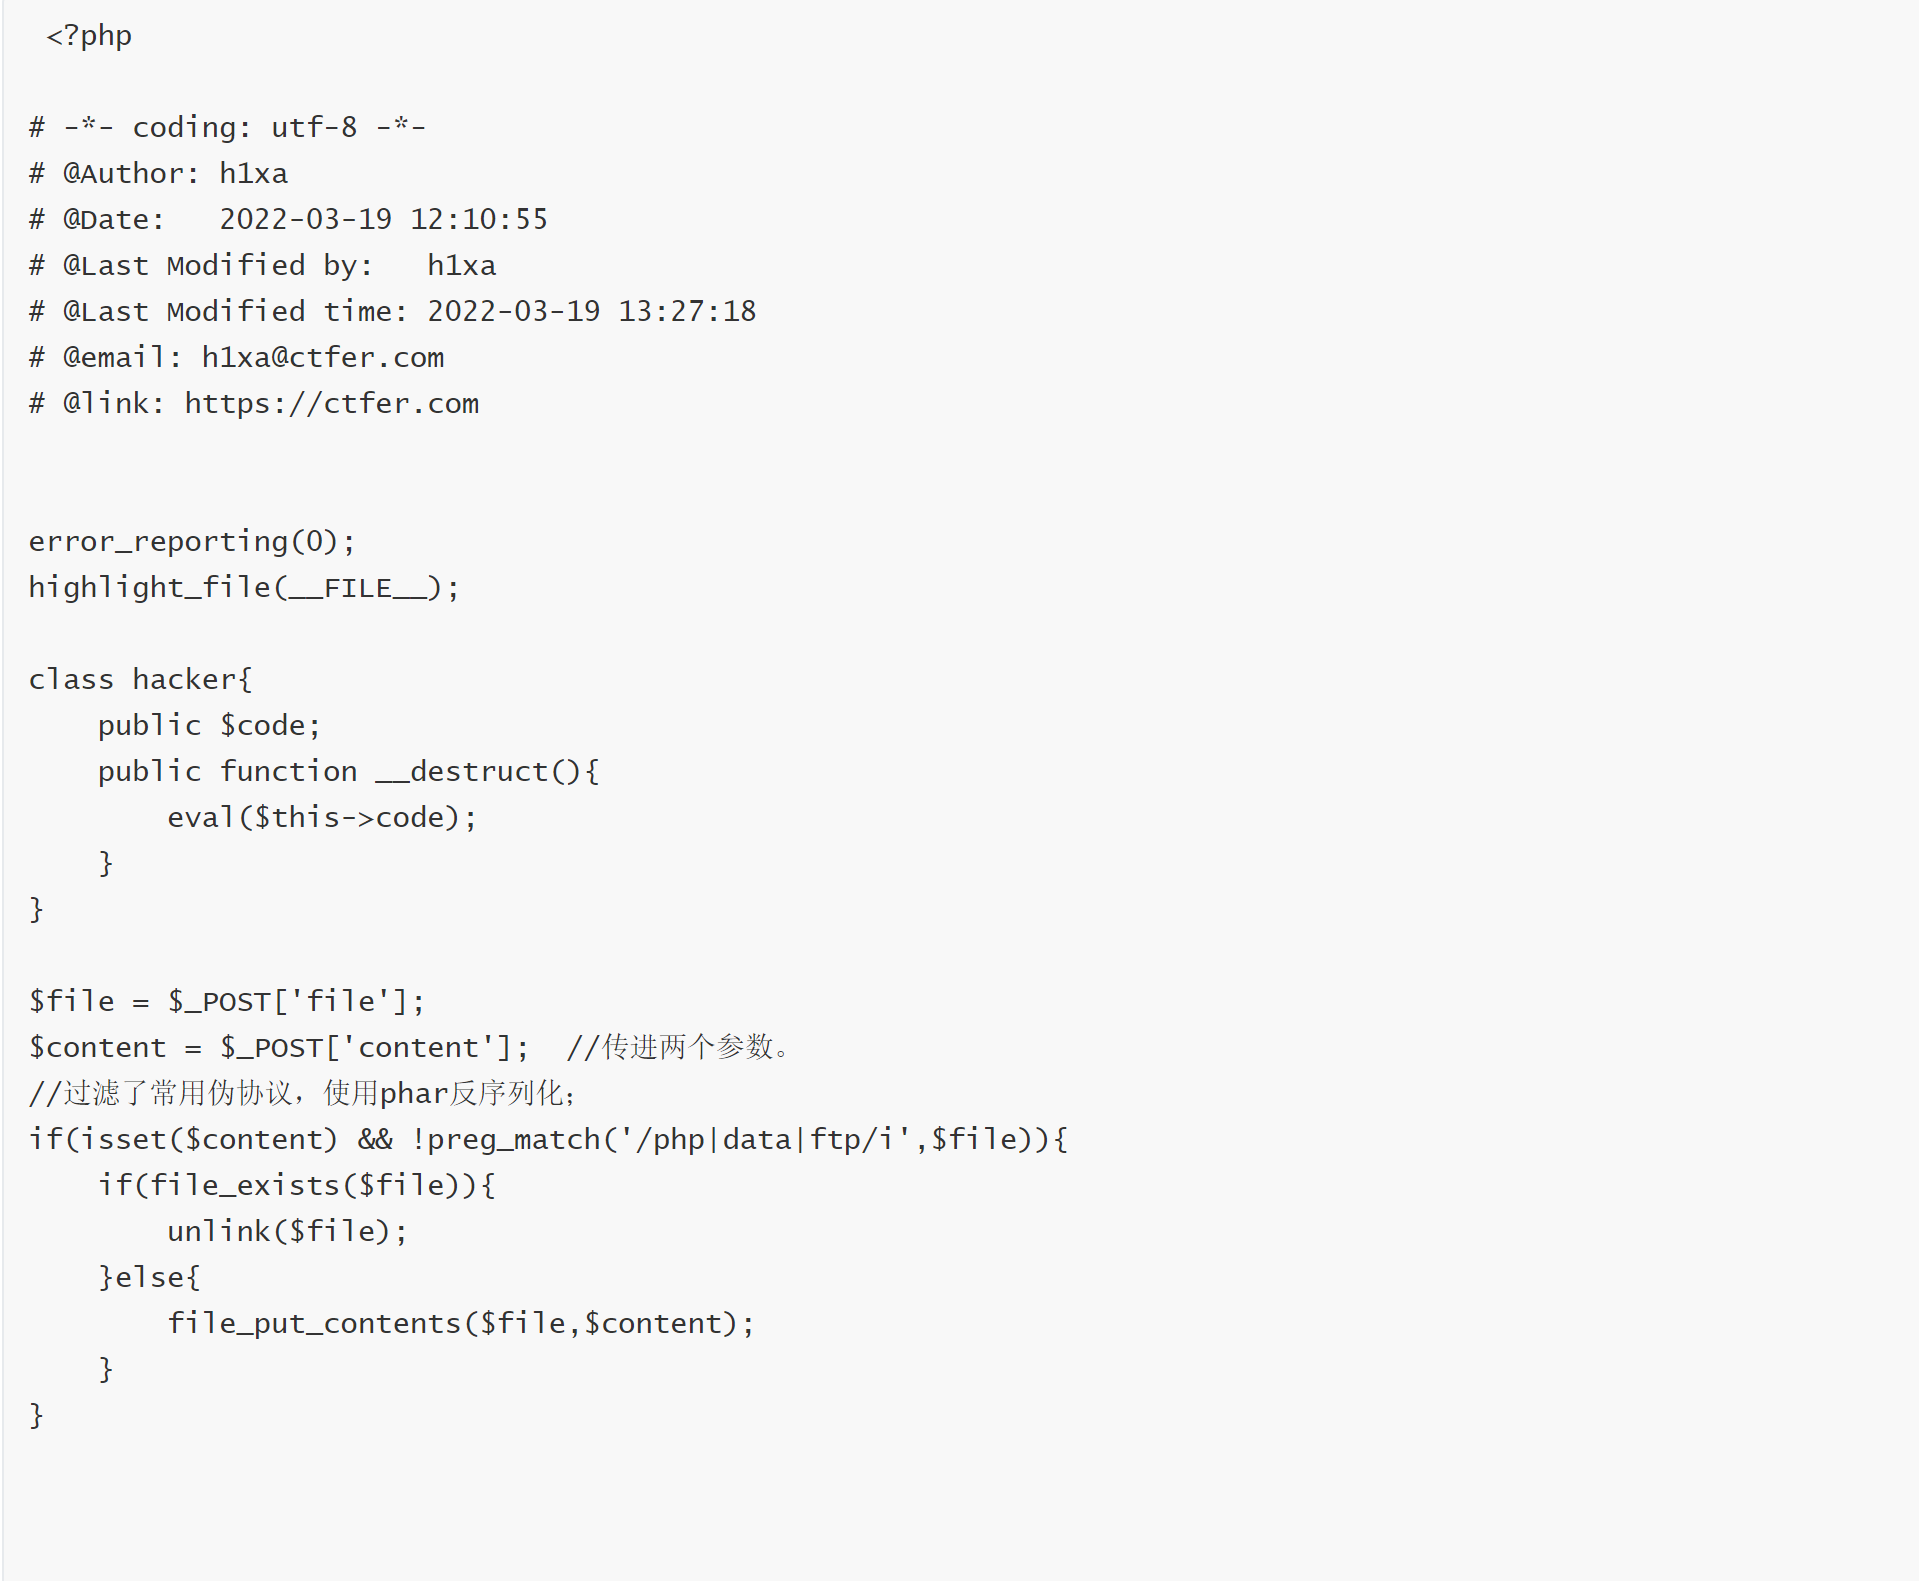 <?php
# -*- coding: utf-8 -*-
# @Author: h1xa
# @Date:   2022-03-19 12:10:55
# @Last Modified by:   h1xa
# @Last Modified time: 2022-03-19 13:27:18
# @email: h1xa@ctfer.com
# @link: https://ctfer.com
error_reporting(0);
highlight_file(__FILE__);
class hacker{
    public $code;
    public function __destruct(){
        eval($this->code);
    }
}
$file = $_POST['file'];
$content = $_POST['content'];  //传进两个参数。
//过滤了常用伪协议，使用phar反序列化；
if(isset($content) && !preg_match('/php|data|ftp/i',$file)){
    if(file_exists($file)){
        unlink($file);
    }else{
        file_put_contents($file,$content);
    }
}